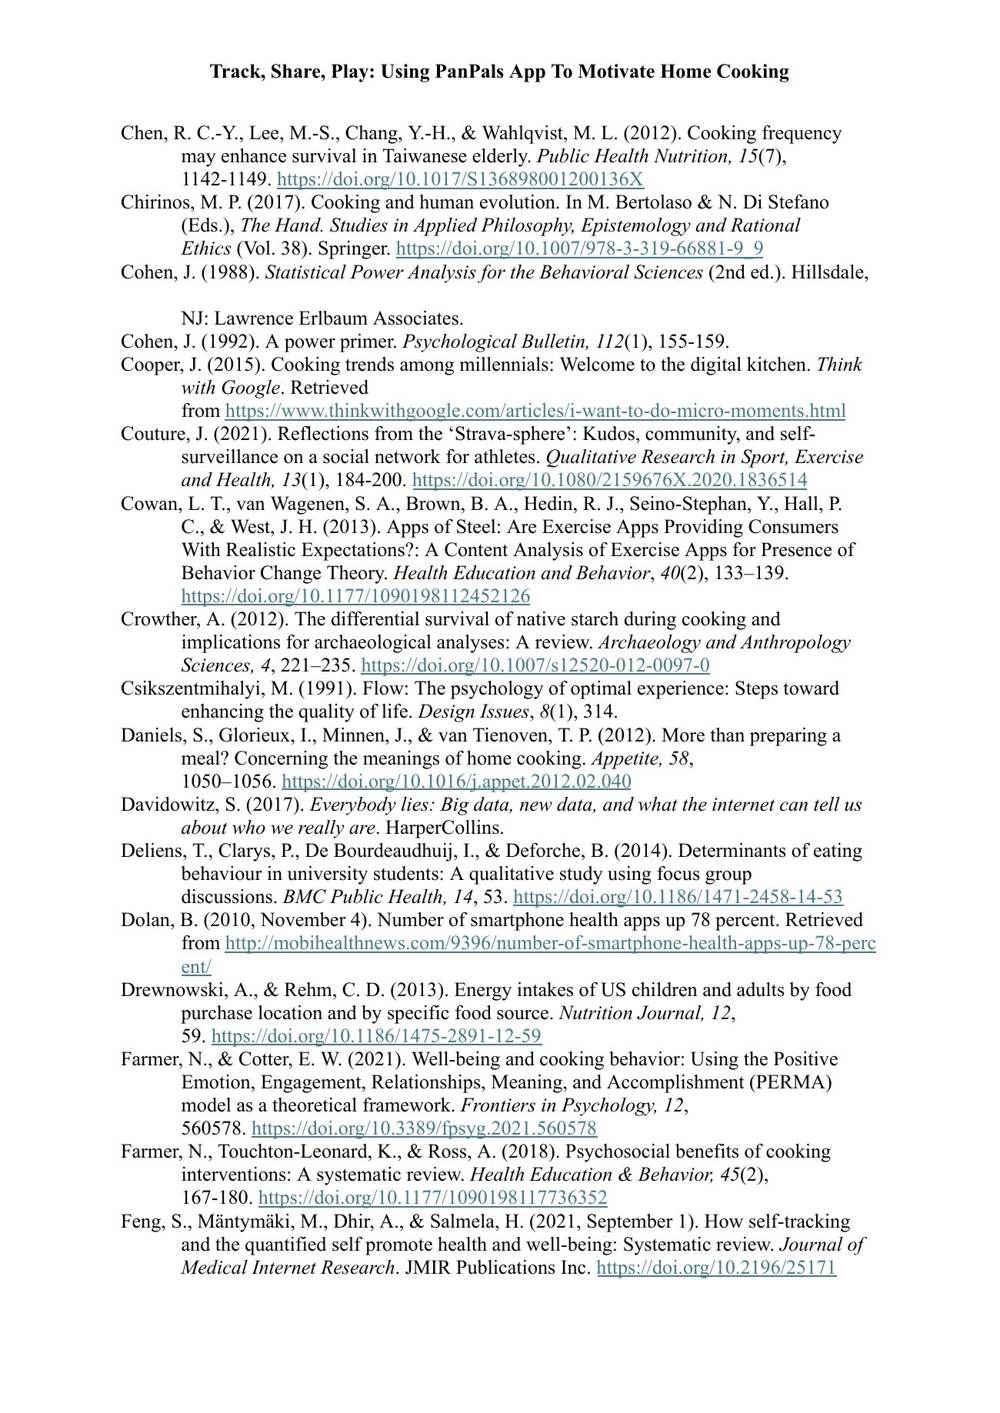 Track, Share, Play: Using PanPals App To Motivate Home Cooking
Chen, R. C.-Y., Lee, M.-S., Chang, Y.-H., & Wahlqvist, M. L. (2012). Cooking frequency
may enhance survival in Taiwanese elderly. Public Health Nutrition, 15(7),
1142-1149. https://doi.org/10.1017/S136898001200136X
Chirinos, M. P. (2017). Cooking and human evolution. In M. Bertolaso & N. Di Stefano
(Eds.), The Hand. Studies in Applied Philosophy, Epistemology and Rational
Ethics (Vol. 38). Springer. https://doi.org/10.1007/978-3-319-66881-9_9
Cohen, J. (1988). Statistical Power Analysis for the Behavioral Sciences (2nd ed.). Hillsdale,
NJ: Lawrence Erlbaum Associates.
Cohen, J. (1992). A power primer. Psychological Bulletin, 112(1), 155-159.
Cooper, J. (2015). Cooking trends among millennials: Welcome to the digital kitchen. Think
with Google. Retrieved
from https://www.thinkwithgoogle.com/articles/i-want-to-do-micro-moments.html
Couture, J. (2021). Reflections from the ‘Strava-sphere’: Kudos, community, and self-
surveillance on a social network for athletes. Qualitative Research in Sport, Exercise
and Health, 13(1), 184-200. https://doi.org/10.1080/2159676X.2020.1836514
Cowan, L. T., van Wagenen, S. A., Brown, B. A., Hedin, R. J., Seino-Stephan, Y., Hall, P.
C., & West, J. H. (2013). Apps of Steel: Are Exercise Apps Providing Consumers
With Realistic Expectations?: A Content Analysis of Exercise Apps for Presence of
Behavior Change Theory. Health Education and Behavior, 40(2), 133–139.
https://doi.org/10.1177/1090198112452126
Crowther, A. (2012). The differential survival of native starch during cooking and
implications for archaeological analyses: A review. Archaeology and Anthropology
Sciences, 4, 221–235. https://doi.org/10.1007/s12520-012-0097-0
Csikszentmihalyi, M. (1991). Flow: The psychology of optimal experience: Steps toward
enhancing the quality of life. Design Issues, 8(1), 314.
Daniels, S., Glorieux, I., Minnen, J., & van Tienoven, T. P. (2012). More than preparing a
meal? Concerning the meanings of home cooking. Appetite, 58,
1050–1056. https://doi.org/10.1016/j.appet.2012.02.040
Davidowitz, S. (2017). Everybody lies: Big data, new data, and what the internet can tell us
about who we really are. HarperCollins.
Deliens, T., Clarys, P., De Bourdeaudhuij, I., & Deforche, B. (2014). Determinants of eating
behaviour in university students: A qualitative study using focus group
discussions. BMC Public Health, 14, 53. https://doi.org/10.1186/1471-2458-14-53
Dolan, B. (2010, November 4). Number of smartphone health apps up 78 percent. Retrieved
from http://mobihealthnews.com/9396/number-of-smartphone-health-apps-up-78-perc
ent/
Drewnowski, A., & Rehm, C. D. (2013). Energy intakes of US children and adults by food
purchase location and by specific food source. Nutrition Journal, 12,
59. https://doi.org/10.1186/1475-2891-12-59
Farmer, N., & Cotter, E. W. (2021). Well-being and cooking behavior: Using the Positive
Emotion, Engagement, Relationships, Meaning, and Accomplishment (PERMA)
model as a theoretical framework. Frontiers in Psychology, 12,
560578. https://doi.org/10.3389/fpsyg.2021.560578
Farmer, N., Touchton-Leonard, K., & Ross, A. (2018). Psychosocial benefits of cooking
interventions: A systematic review. Health Education & Behavior, 45(2),
167-180. https://doi.org/10.1177/1090198117736352
Feng, S., Mäntymäki, M., Dhir, A., & Salmela, H. (2021, September 1). How self-tracking
and the quantified self promote health and well-being: Systematic review. Journal of
Medical Internet Research. JMIR Publications Inc. https://doi.org/10.2196/25171